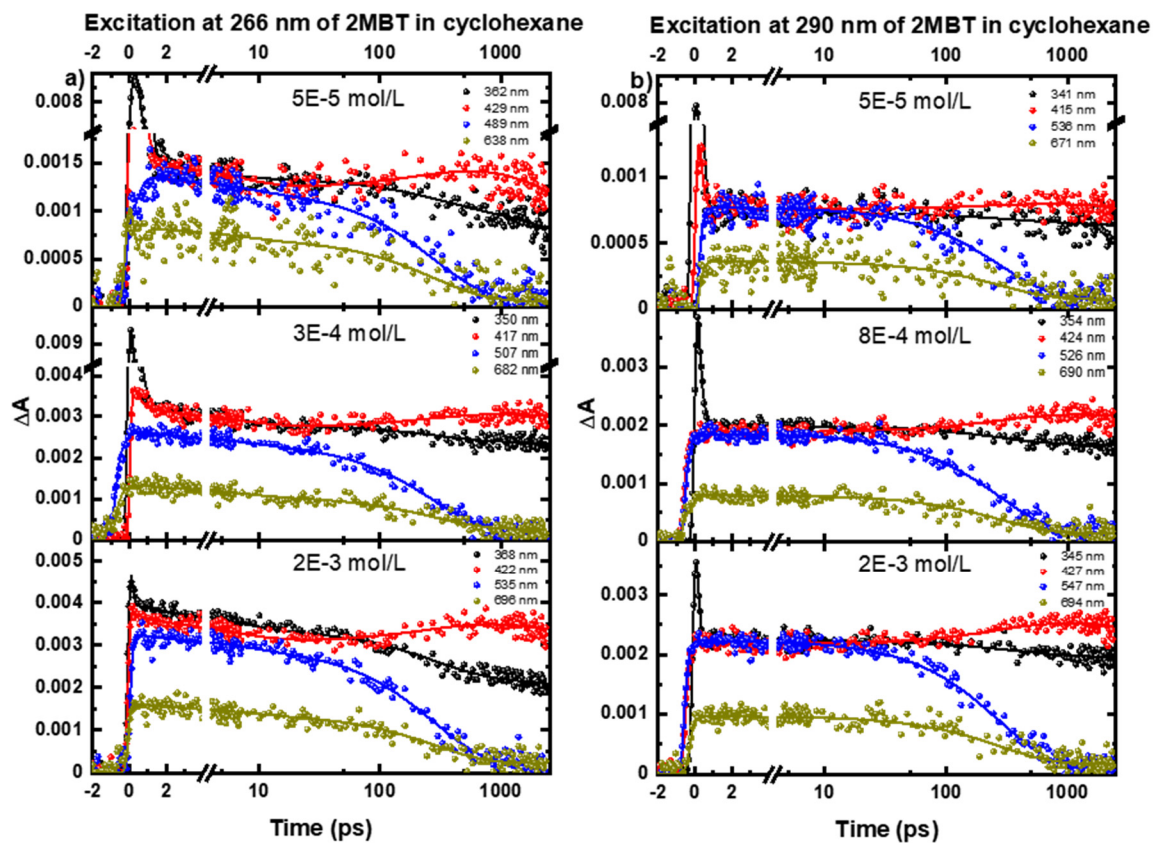 Excitation at 266 nm of 2MBT in cyclohexane
-2 0 2 10 100 1000
a)
5E-5 mol/L
362 nm
429 nm
489 nm
638 nm
0.008
0.0015
0.001
0.0005
0
3E-4 mol/L
350 nm
417 nm
507 nm
682 nm
0.009
0.004
0.003
0.002
0.001
0
ΔA
2E-3 mol/L
368 nm
422 nm
535 nm
696 nm
0.005
0.004
0.003
0.002
0.001
0
-2 0 2 10 100 1000
Time (ps)
Excitation at 290 nm of 2MBT in cyclohexane
-2 0 2 10 100 1000
b)
5E-5 mol/L
341 nm
415 nm
536 nm
671 nm
0.008
0.001
0.0005
0
8E-4 mol/L
354 nm
424 nm
526 nm
690 nm
0.003
0.002
0.001
0
ΔA
2E-3 mol/L
345 nm
427 nm
547 nm
694 nm
0.003
0.002
0.001
0
-2 0 2 10 100 1000
Time (ps)